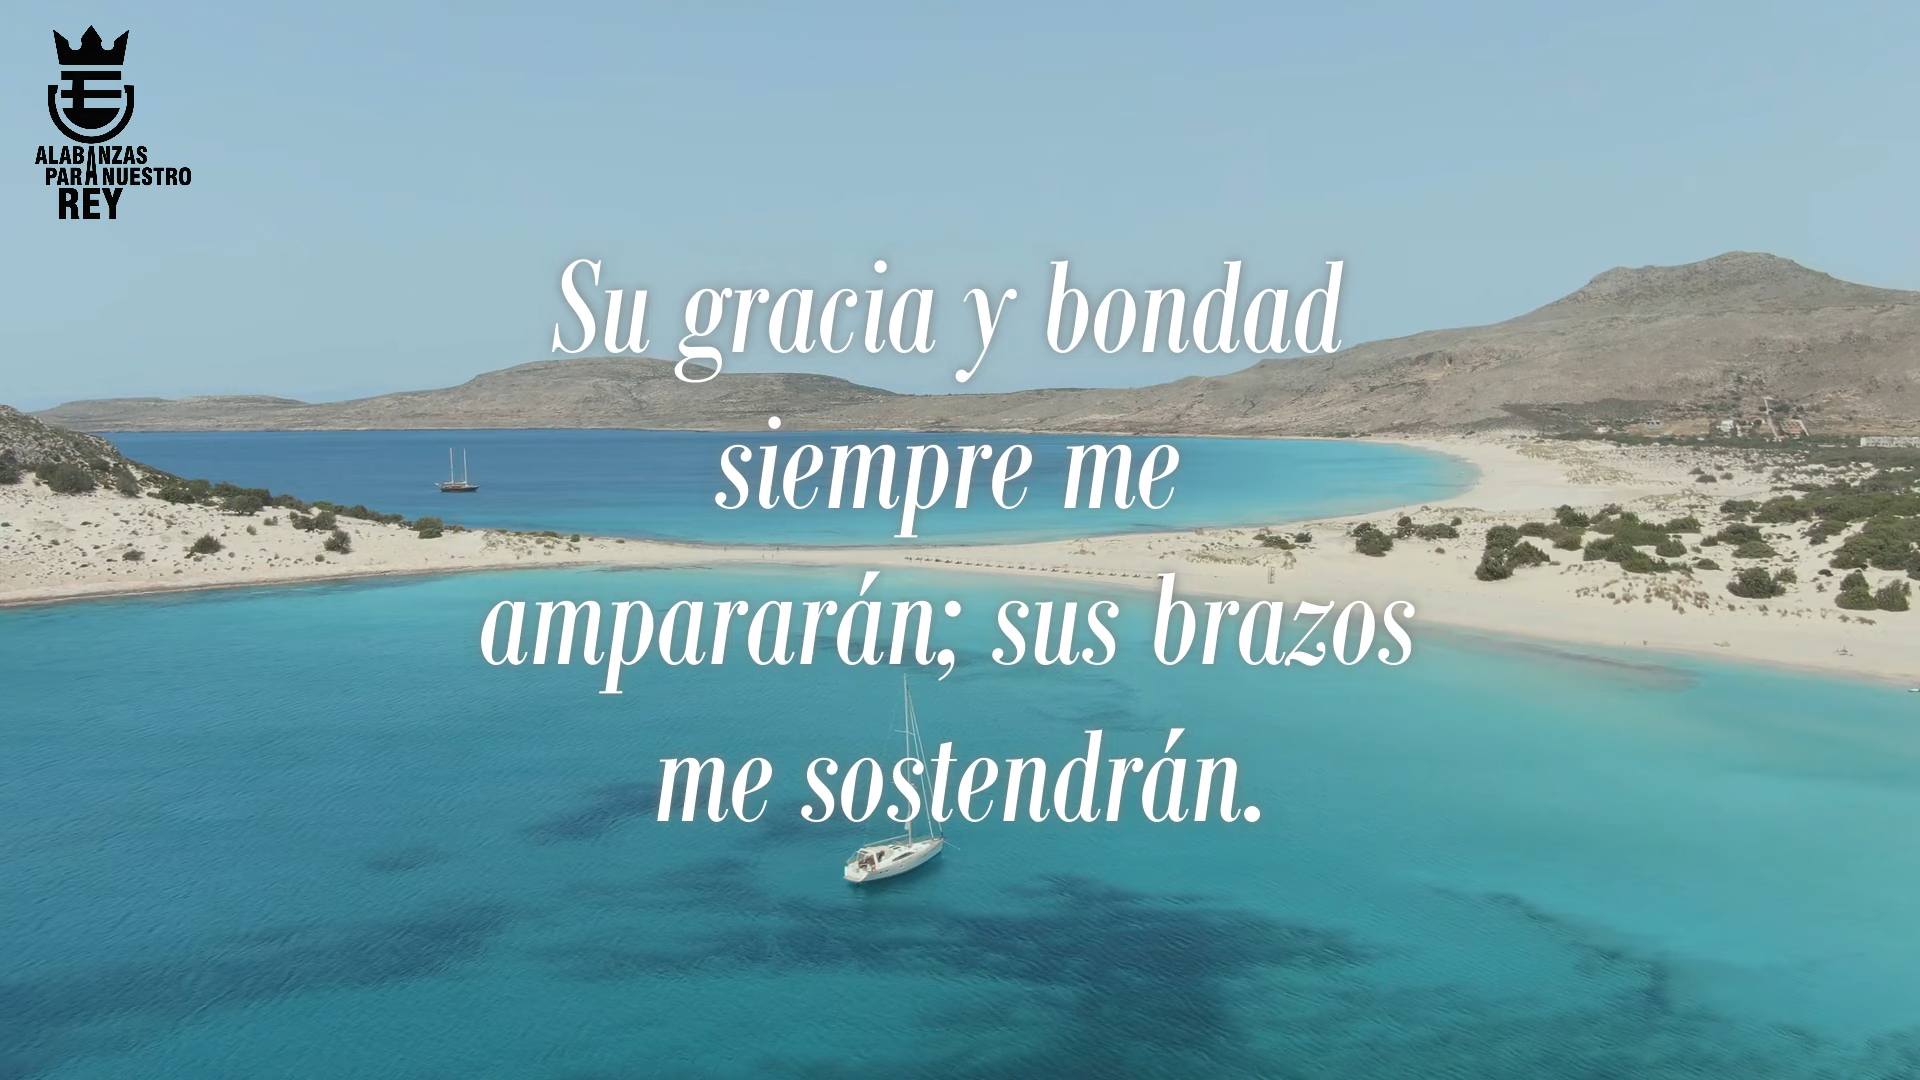 ALABANZAS
PARA NUESTRO
REY
Su gracia y bondad
siempre me
ampararán; sus brazos
me sostendrán.